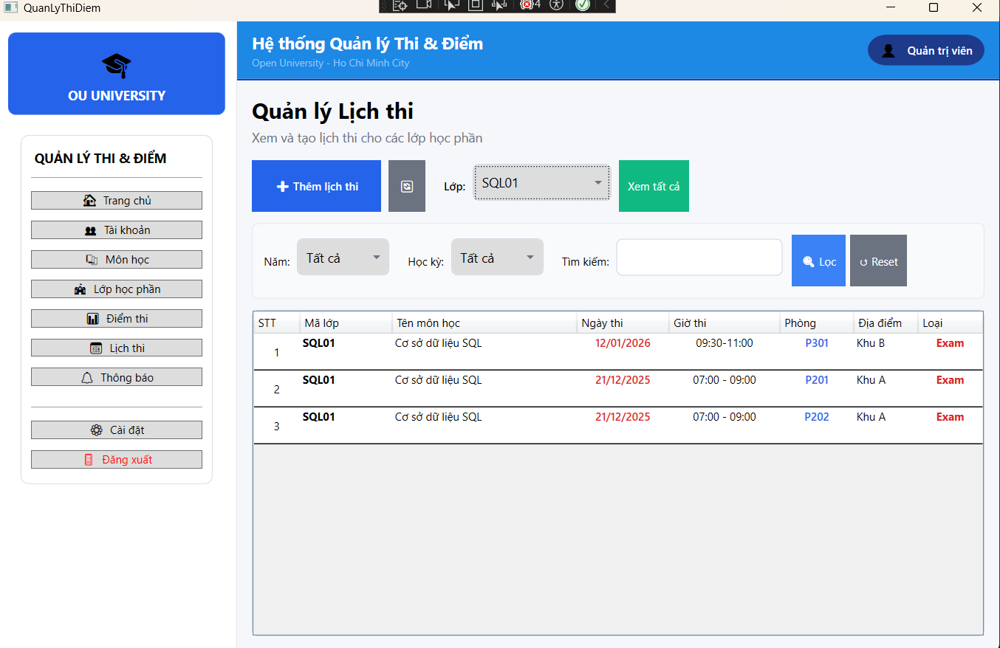 QuanLyThiDiem
4
OU UNIVERSITY
QUẢN LÝ THI & ĐIỂM
Trang chủ
Tài khoản
Môn học
Lớp học phần
Điểm thi
Lịch thi
Thông báo
Cài đặt
Đăng xuất
Hệ thống Quản lý Thi & Điểm
Open University - Ho Chi Minh City
Quản trị viên
Quản lý Lịch thi
Xem và tạo lịch thi cho các lớp học phần
Thêm lịch thi Lớp: SQL01 Xem tất cả
Năm: Tất cả Học kỳ: Tất cả Tìm kiếm: Lọc ↺ Reset
STT Mã lớp Tên môn học Ngày thi Giờ thi Phòng Địa điểm Loại
1 SQL01 Cơ sở dữ liệu SQL 12/01/2026 09:30-11:00 P301 Khu B Exam
2 SQL01 Cơ sở dữ liệu SQL 21/12/2025 07:00 - 09:00 P201 Khu A Exam
3 SQL01 Cơ sở dữ liệu SQL 21/12/2025 07:00 - 09:00 P202 Khu A Exam